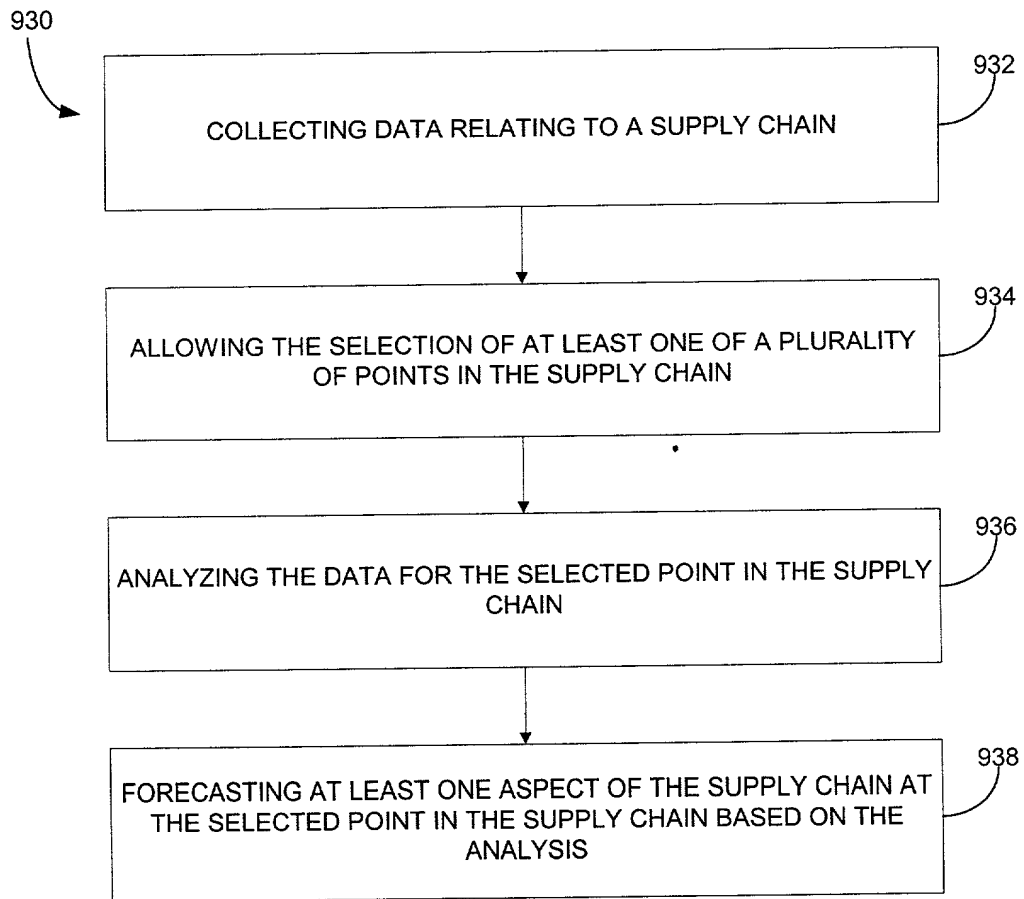 930
932
COLLECTING DATA RELATING TO A SUPPLY CHAIN
934
ALLOWING THE SELECTION OF AT LEAST ONE OF A PLURALITY
OF POINTS IN THE SUPPLY CHAIN
936
ANALYZING THE DATA FOR THE SELECTED POINT IN THE SUPPLY
CHAIN
938
FORECASTING AT LEAST ONE ASPECT OF THE SUPPLY CHAIN AT
THE SELECTED POINT IN THE SUPPLY CHAIN BASED ON THE
ANALYSIS